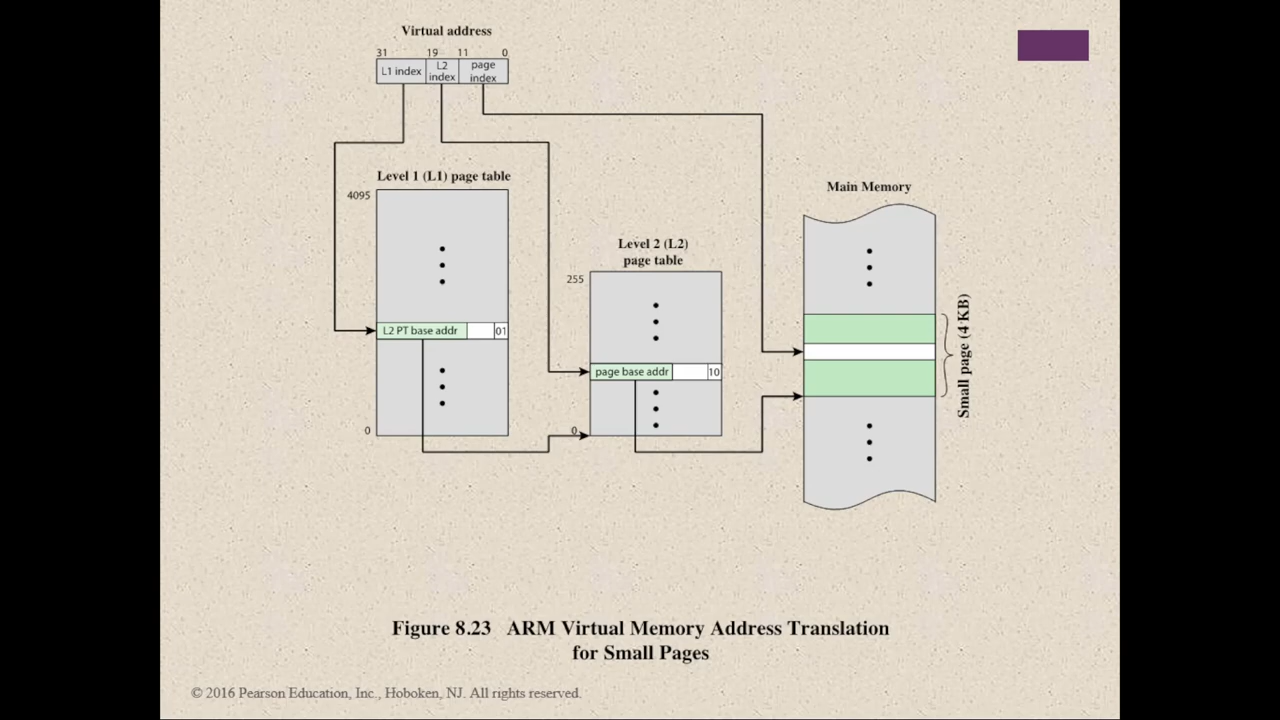 Virtual address
31 19 11 0
L1 index
L2
index
page
index
Level 1 (L1) page table
4095
L2 PT base addr
01
0
Level 2 (L2)
page table
255
page base addr
10
0
Main Memory
Small page (4 KB)
Figure 8.23 ARM Virtual Memory Address Translation
for Small Pages
© 2016 Pearson Education, Inc., Hoboken, NJ. All rights reserved.